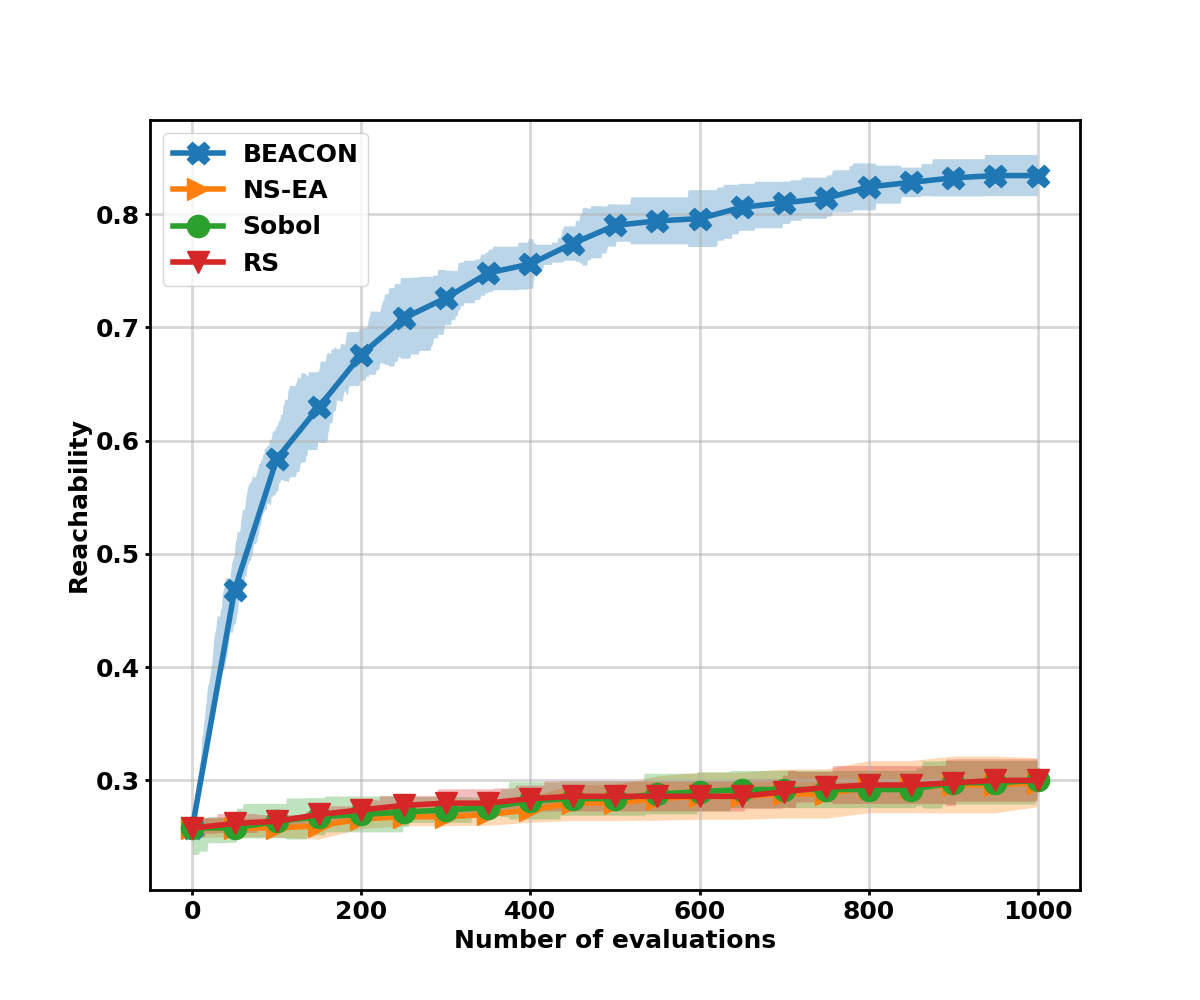 BEACON
NS-EA
Sobol
RS
Reachability
0.8
0.7
0.6
0.5
0.4
0.3
0 200 400 600 800 1000
Number of evaluations